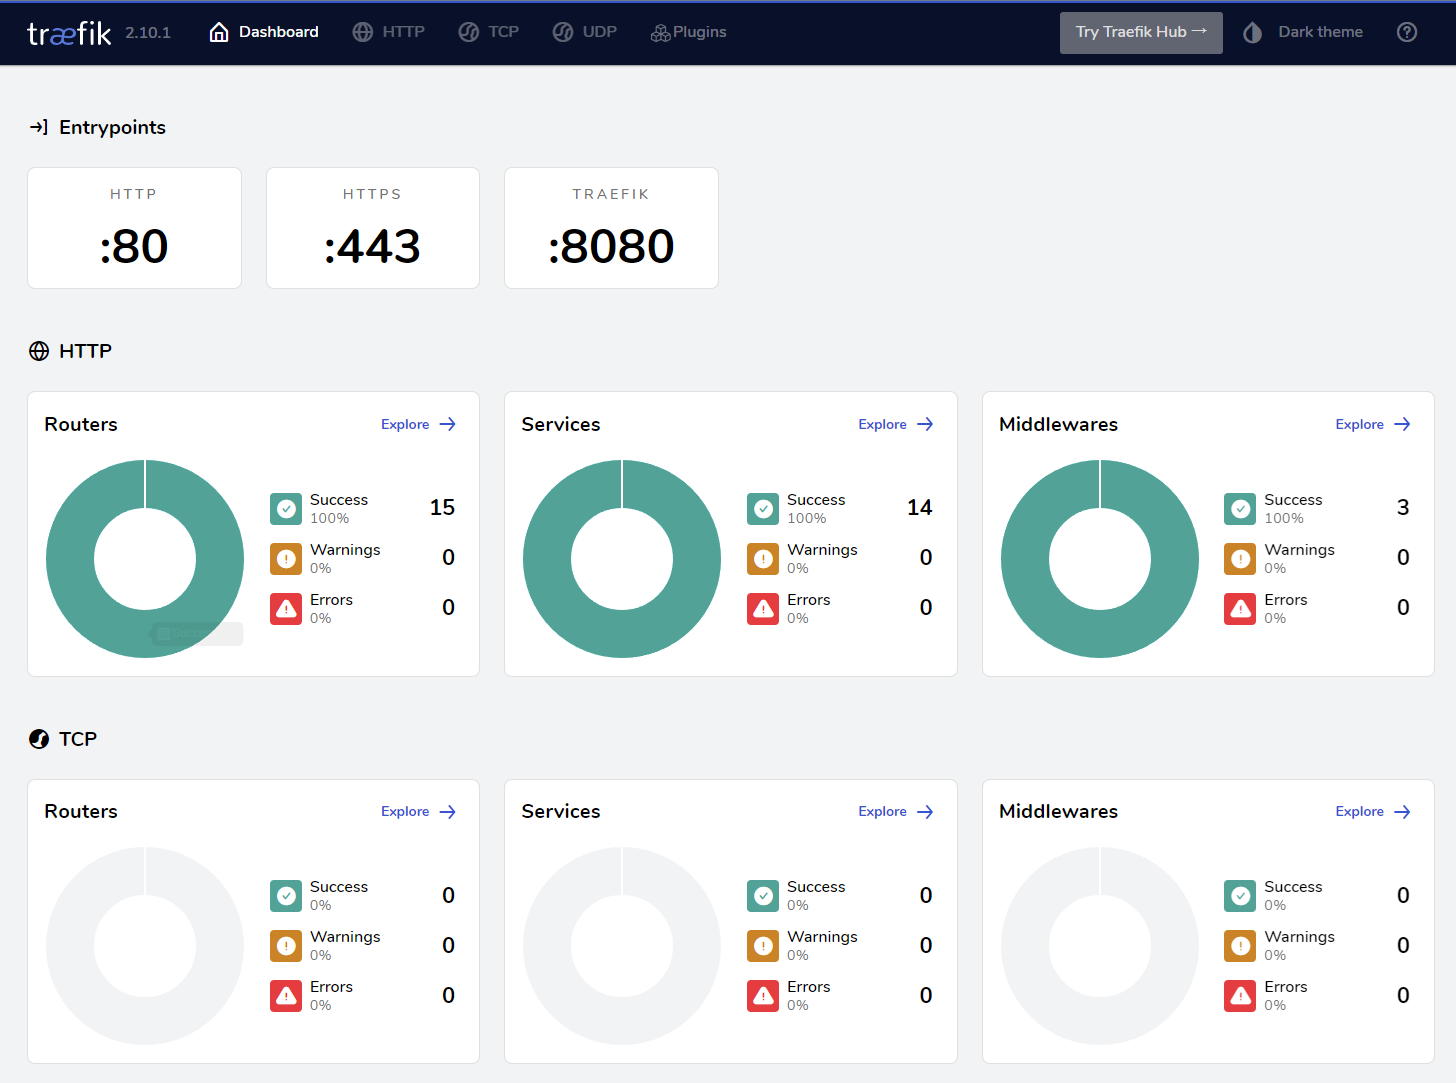 træfik 2.10.1 Dashboard HTTP TCP UDP Plugins Try Traefik Hub → Dark theme ?
Entrypoints
HTTP
:80
HTTPS
:443
TRAEFIK
:8080
HTTP
Routers Explore →
Success 15
100%
Warnings 0
0%
Errors 0
0%
Services Explore →
Success 14
100%
Warnings 0
0%
Errors 0
0%
Middlewares Explore →
Success 3
100%
Warnings 0
0%
Errors 0
0%
TCP
Routers Explore →
Success 0
0%
Warnings 0
0%
Errors 0
0%
Services Explore →
Success 0
0%
Warnings 0
0%
Errors 0
0%
Middlewares Explore →
Success 0
0%
Warnings 0
0%
Errors 0
0%